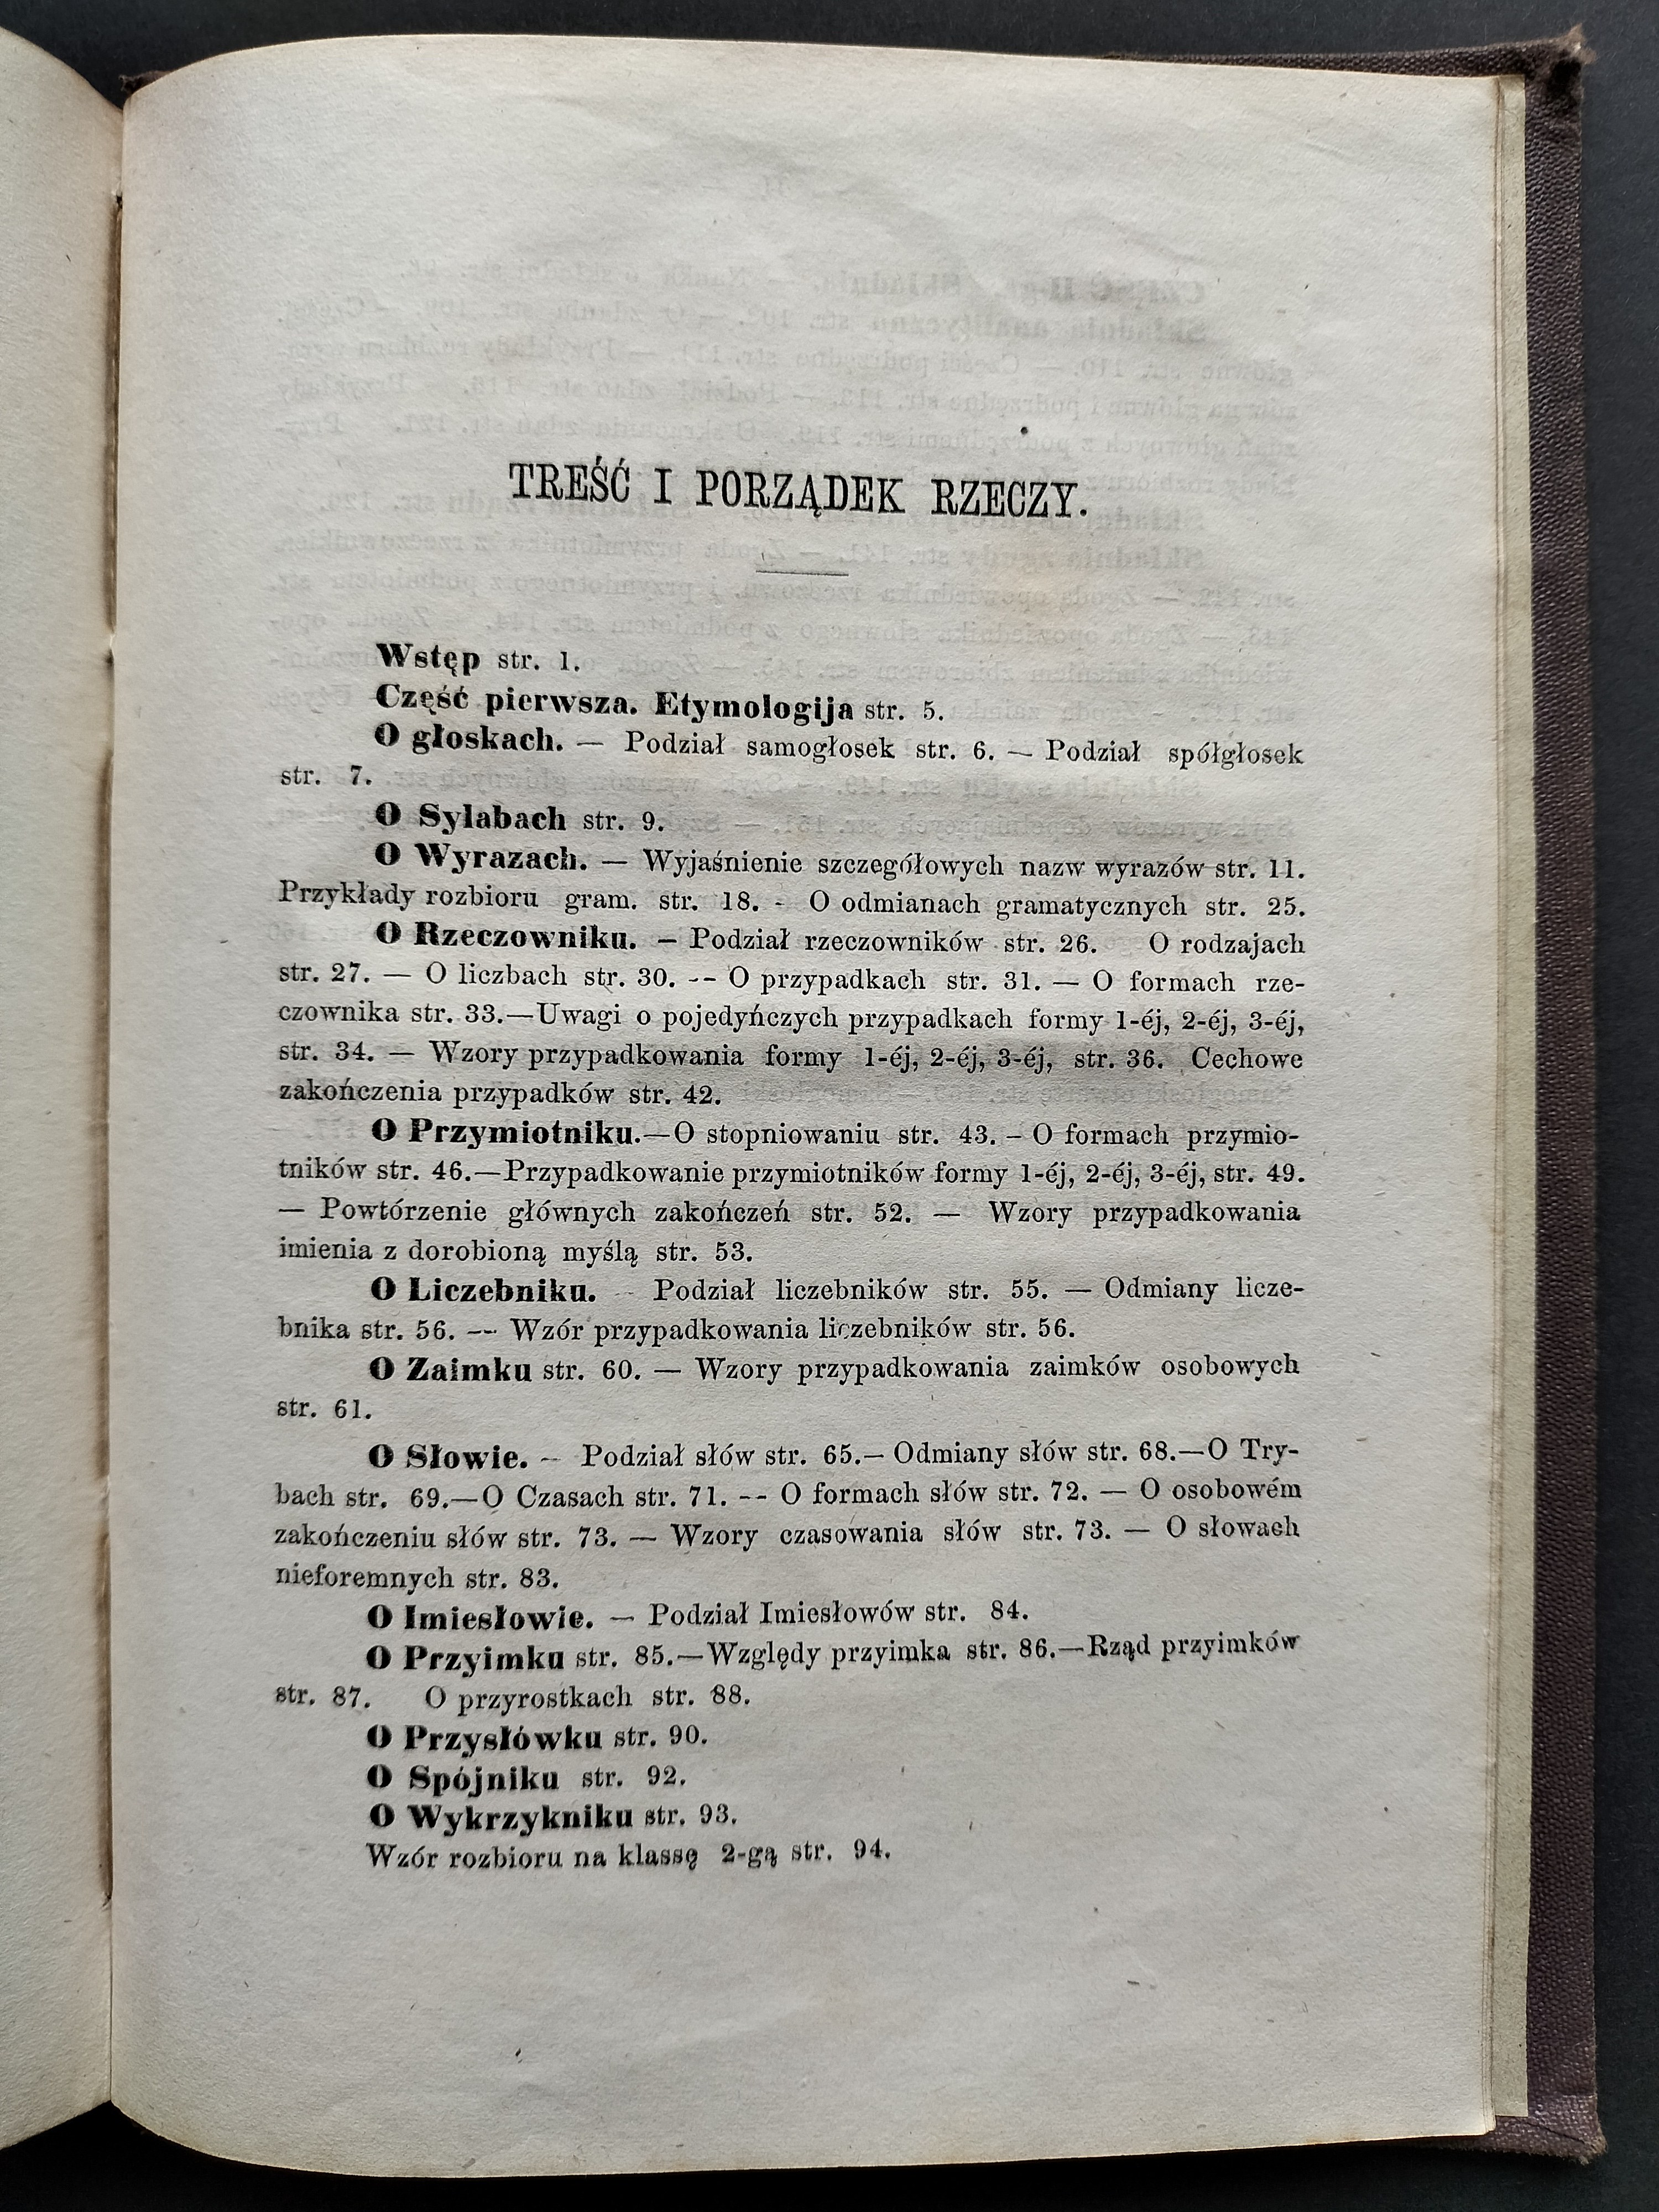 TREŚĆ I PORZĄDEK RZECZY.
Wstęp str. 1.
Część pierwsza. Etymologija str. 5.
O głoskach. — Podział samogłosek str. 6. — Podział spółgłosek
str. 7.
O Sylabach str. 9.
O Wyrazach. — Wyjaśnienie szczegółowych nazw wyrazów str. 11.
Przykłady rozbioru gram. str. 18. - O odmianach gramatycznych str. 25.
O Rzeczowniku. — Podział rzeczowników str. 26. O rodzajach
str. 27. — O liczbach str. 30. -- O przypadkach str. 31. — O formach rze-
czownika str. 33.—Uwagi o pojedyńczych przypadkach formy 1-éj, 2-éj, 3-éj,
str. 34. — Wzory przypadkowania formy 1-éj, 2-éj, 3-éj, str. 36. Cechowe
zakończenia przypadków str. 42.
O Przymiotniku.—O stopniowaniu str. 43. – O formach przymio-
tników str. 46.—Przypadkowanie przymiotników formy 1-éj, 2-éj, 3-éj, str. 49.
— Powtórzenie głównych zakończeń str. 52. — Wzory przypadkowania
imienia z dorobioną myślą str. 53.
O Liczebniku. – Podział liczebników str. 55. — Odmiany licze-
bnika str. 56. -- Wzór przypadkowania liczebników str. 56.
O Zaimku str. 60. — Wzory przypadkowania zaimków osobowych
str. 61.
O Słowie. – Podział słów str. 65.— Odmiany słów str. 68.—O Try-
bach str. 69.—O Czasach str. 71. -- O formach słów str. 72. — O osobowém
zakończeniu słów str. 73. — Wzory czasowania słów str. 73. — O słowach
nieforemnych str. 83.
O Imiesłowie. — Podział Imiesłowów str. 84.
O Przyimku str. 85.—Względy przyimka str. 86.—Rząd przyimków
str. 87. O przyrostkach str. 88.
O Przysłówku str. 90.
O Spójniku str. 92.
O Wykrzykniku str. 93.
Wzór rozbioru na klassę 2-gą str. 94.